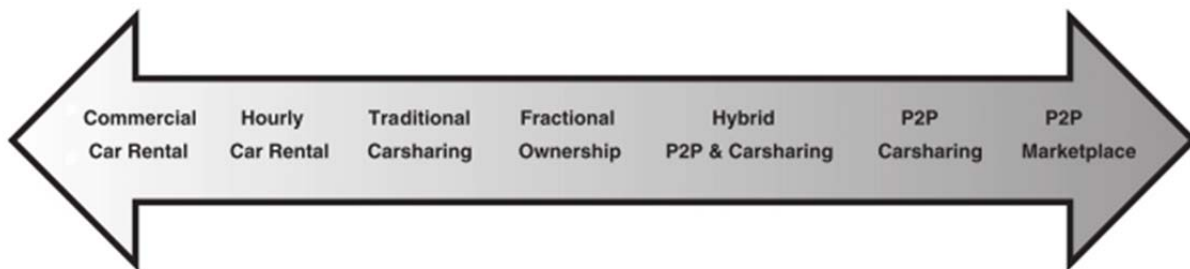 Commercial Hourly Traditional Fractional Hybrid P2P P2P
Car Rental Car Rental Carsharing Ownership P2P & Carsharing Carsharing Marketplace